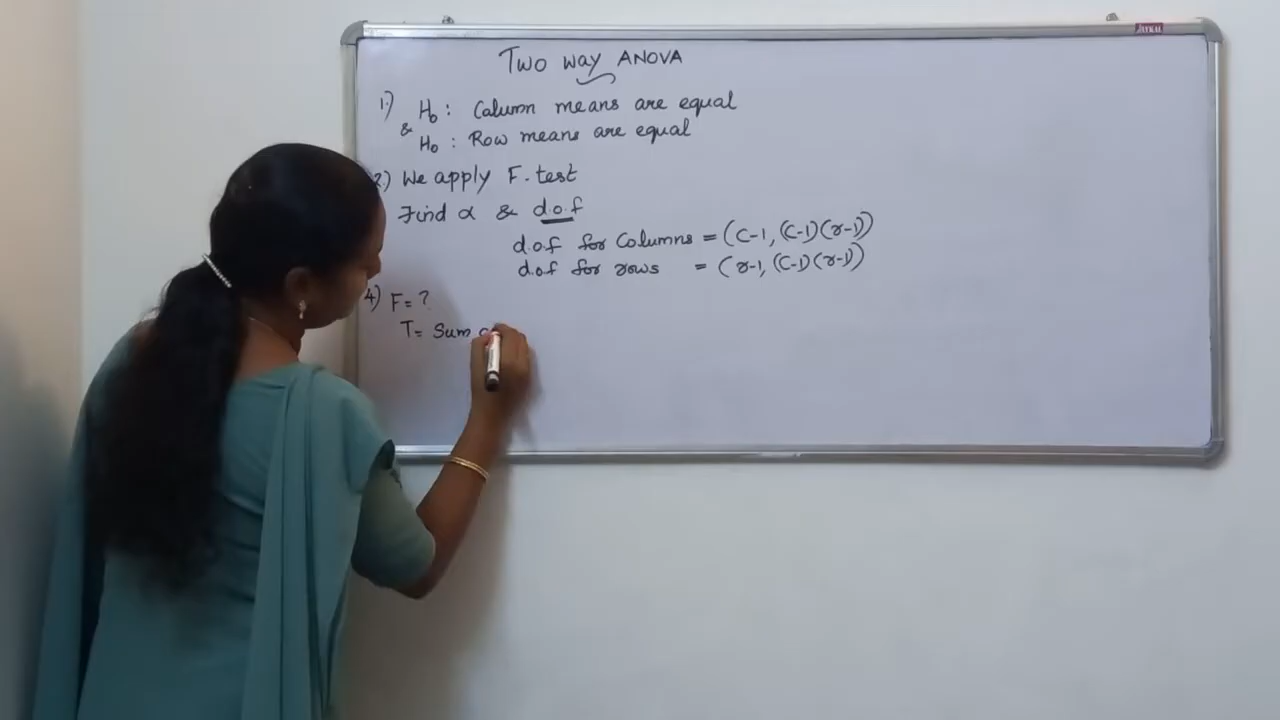 Two way ANOVA
1.) H₀ : Column means are equal
&
H₀ : Row means are equal
2.) We apply F-test
Find α & d.o.f
d.o.f for Columns = (C-1, (C-1)(r-1))
d.o.f for rows = (r-1, (C-1)(r-1))
4) F= ?
T= Sum